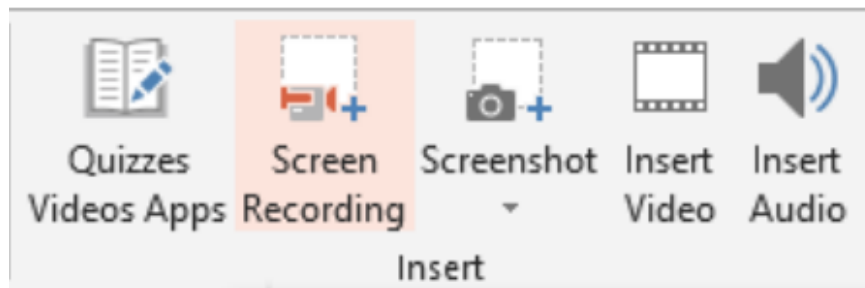 Quizzes
Videos Apps
Screen
Recording
Screenshot
Insert
Video
Insert
Audio
Insert